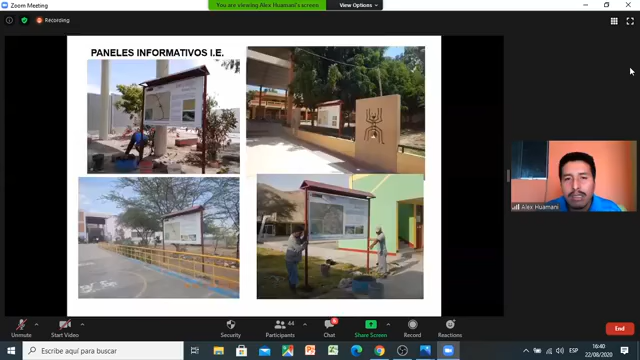 Zoom Meeting
You are viewing Alex Huamani's screen
View Options
Recording
PANELES INFORMATIVOS I.E.
Alex Huamani
Unmute
Start Video
Security
Participants
44
Chat
Share Screen
Record
Reactions
End
Escribe aquí para buscar
ESP
16:40
22/08/2020